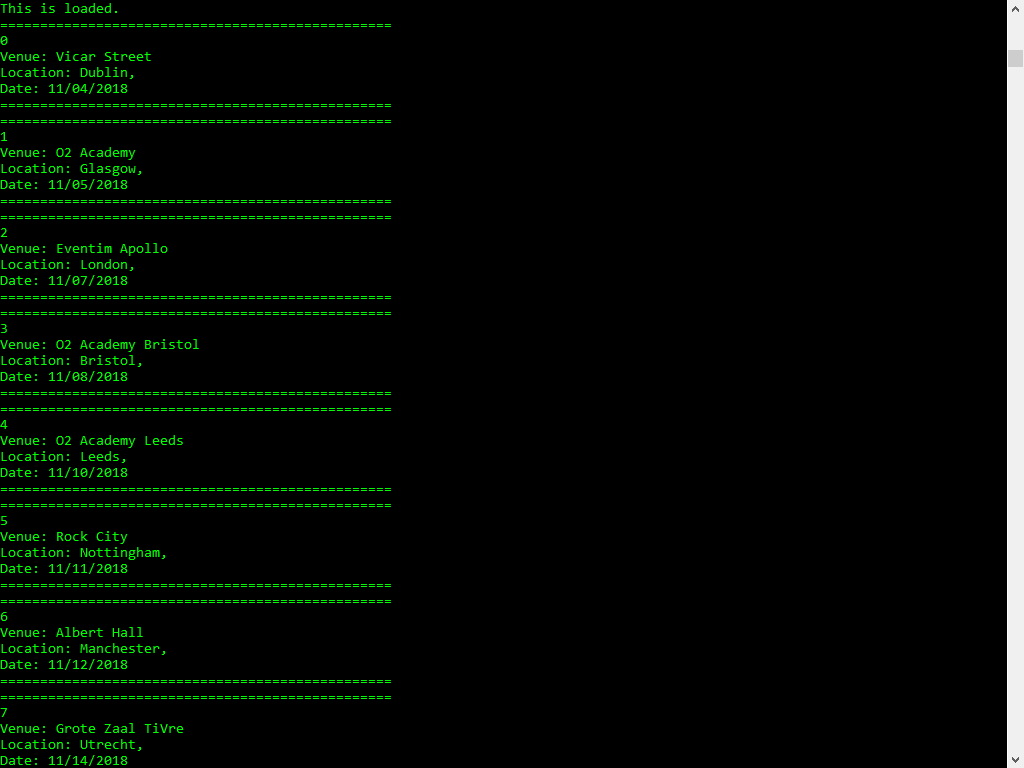 This is loaded.
=================================================
0
Venue: Vicar Street
Location: Dublin,
Date: 11/04/2018
=================================================
=================================================
1
Venue: O2 Academy
Location: Glasgow,
Date: 11/05/2018
=================================================
=================================================
2
Venue: Eventim Apollo
Location: London,
Date: 11/07/2018
=================================================
=================================================
3
Venue: O2 Academy Bristol
Location: Bristol,
Date: 11/08/2018
=================================================
=================================================
4
Venue: O2 Academy Leeds
Location: Leeds,
Date: 11/10/2018
=================================================
=================================================
5
Venue: Rock City
Location: Nottingham,
Date: 11/11/2018
=================================================
=================================================
6
Venue: Albert Hall
Location: Manchester,
Date: 11/12/2018
=================================================
=================================================
7
Venue: Grote Zaal TiVre
Location: Utrecht,
Date: 11/14/2018